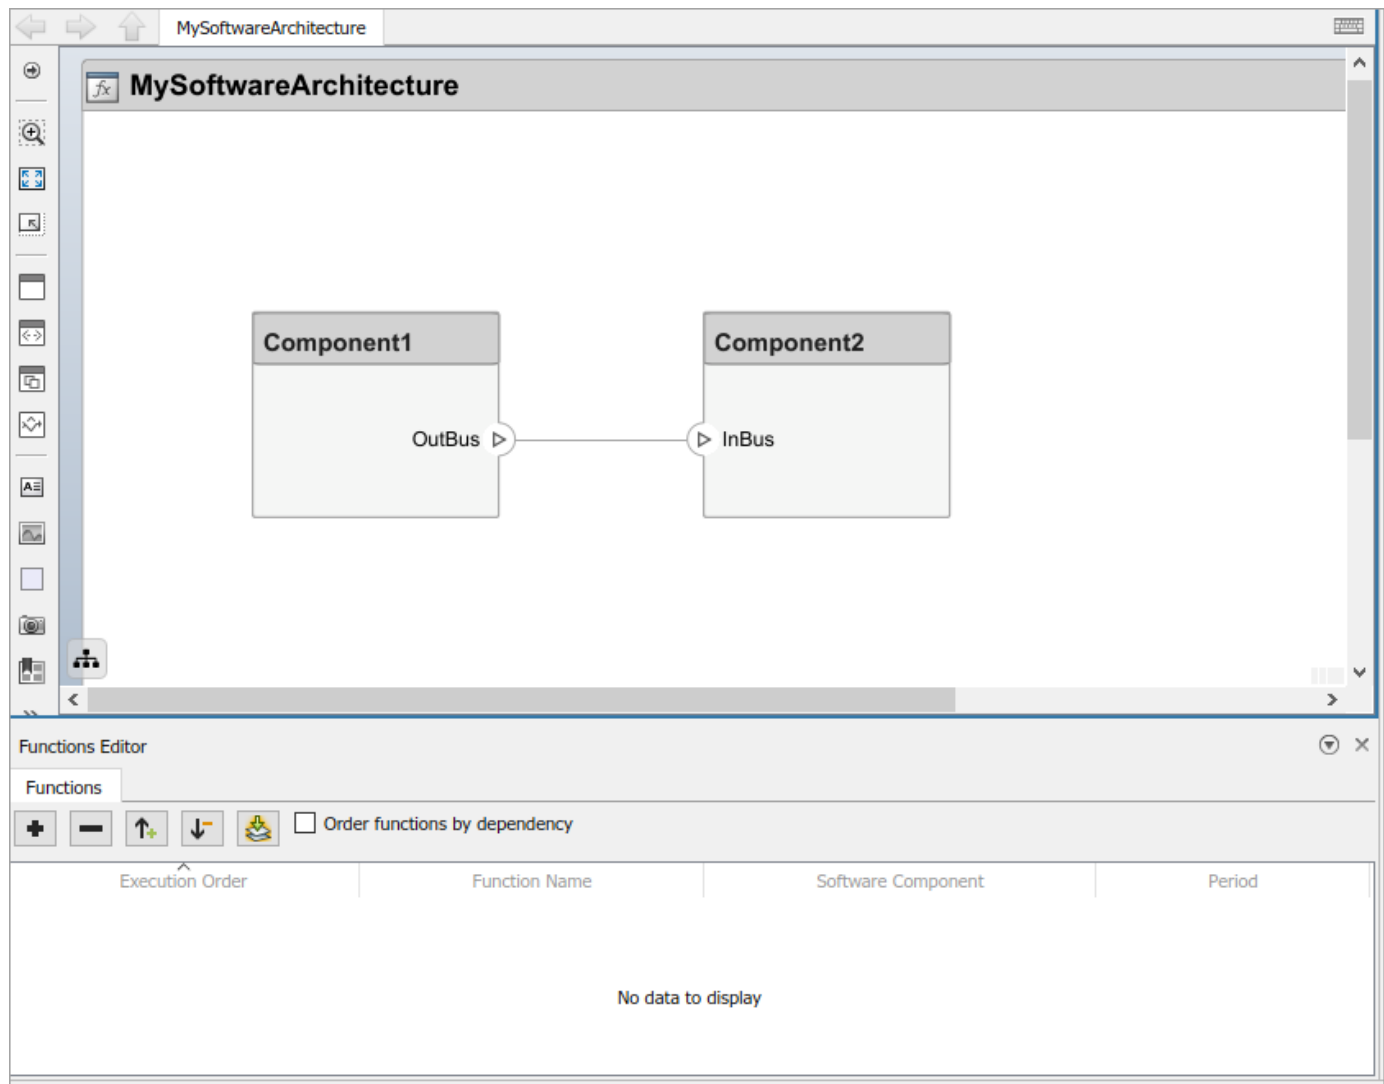 MySoftwareArchitecture
fx MySoftwareArchitecture
Component1
Component2
OutBus
InBus
A
Functions Editor
Functions
Order functions by dependency
Execution Order
Function Name
Software Component
Period
No data to display